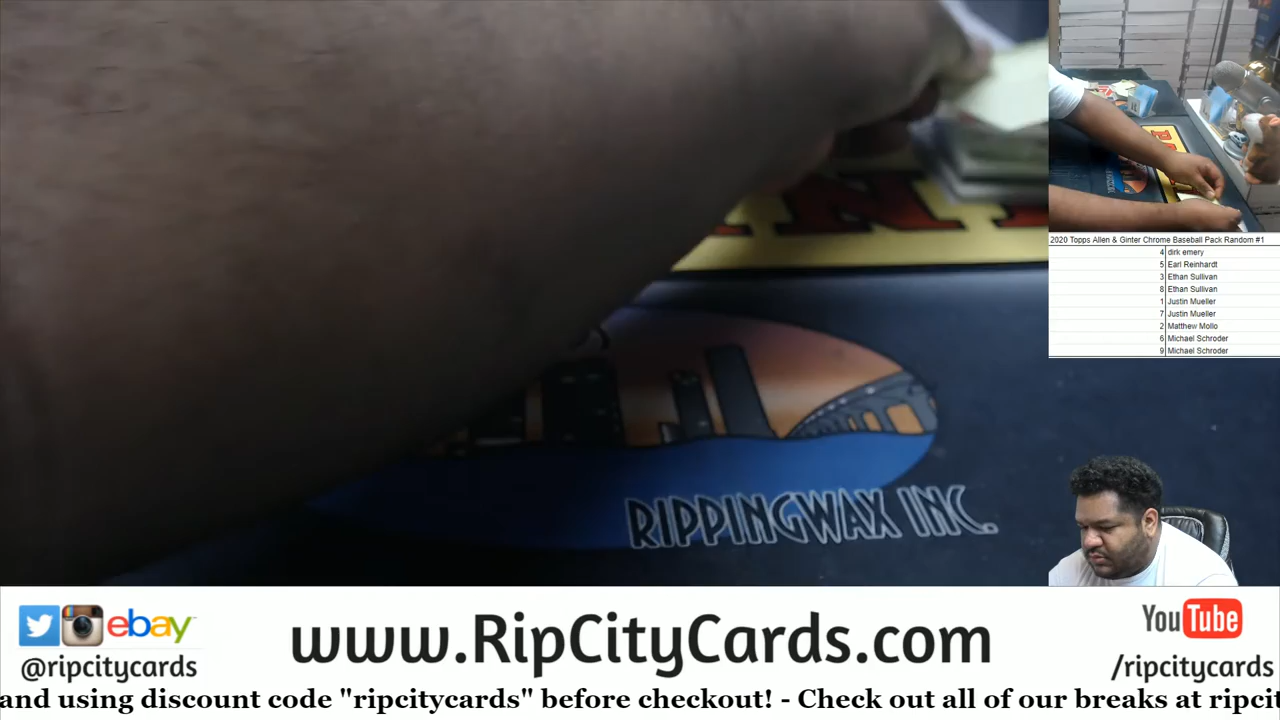 2020 Topps Allen & Ginter Chrome Baseball Pack Random #1
4 dirk emery
5 Earl Reinhardt
3 Ethan Sullivan
8 Ethan Sullivan
1 Justin Mueller
7 Justin Mueller
2 Matthew Mollo
6 Michael Schroder
9 Michael Schroder
RIPPINGWAX INC.
ebay
@ripcitycards
www.RipCityCards.com
YouTube
/ripcitycards
and using discount code "ripcitycards" before checkout! - Check out all of our breaks at ripcit